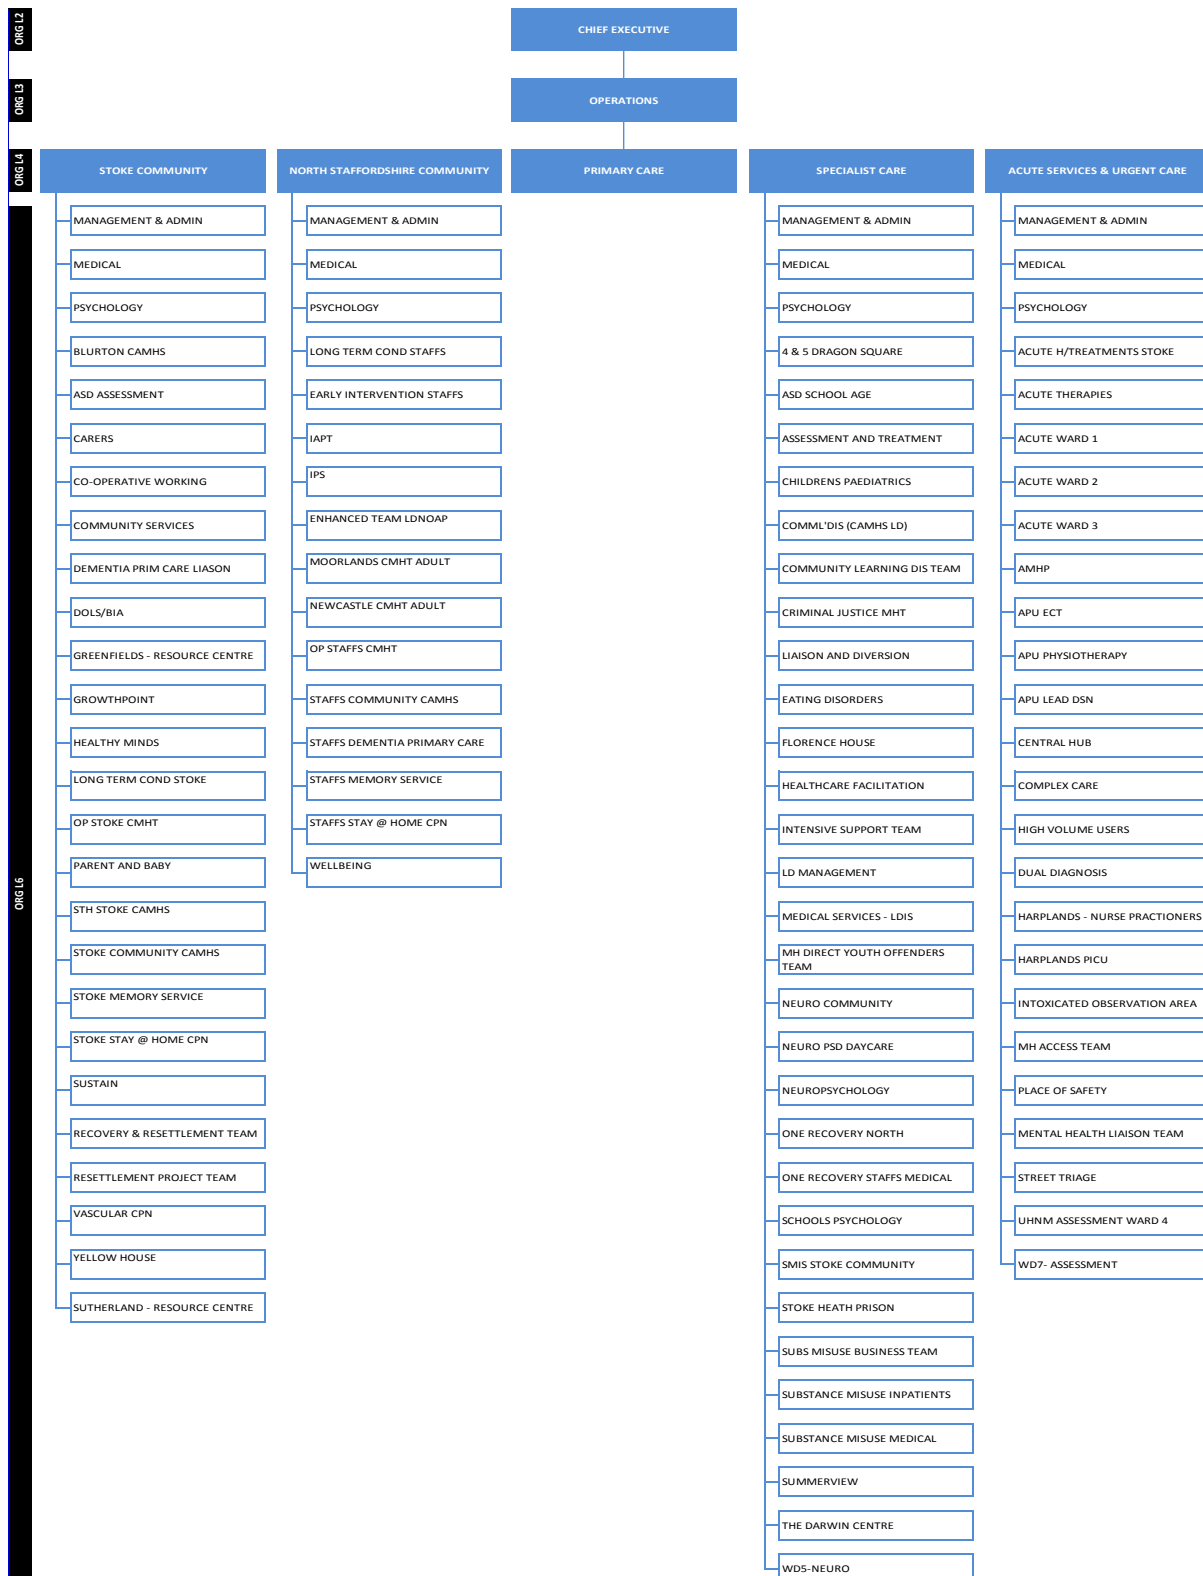 ORG L2
CHIEF EXECUTIVE
ORG L3
OPERATIONS
ORG L4
STOKE COMMUNITY
NORTH STAFFORDSHIRE COMMUNITY
PRIMARY CARE
SPECIALIST CARE
ACUTE SERVICES & URGENT CARE
ORG L6
MANAGEMENT & ADMIN
MEDICAL
PSYCHOLOGY
BLURTON CAMHS
ASD ASSESSMENT
CARERS
CO-OPERATIVE WORKING
COMMUNITY SERVICES
DEMENTIA PRIM CARE LIASON
DOLS/BIA
GREENFIELDS - RESOURCE CENTRE
GROWTHPOINT
HEALTHY MINDS
LONG TERM COND STOKE
OP STOKE CMHT
PARENT AND BABY
STH STOKE CAMHS
STOKE COMMUNITY CAMHS
STOKE MEMORY SERVICE
STOKE STAY @ HOME CPN
SUSTAIN
RECOVERY & RESETTLEMENT TEAM
RESETTLEMENT PROJECT TEAM
VASCULAR CPN
YELLOW HOUSE
SUTHERLAND - RESOURCE CENTRE
MANAGEMENT & ADMIN
MEDICAL
PSYCHOLOGY
LONG TERM COND STAFFS
EARLY INTERVENTION STAFFS
IAPT
IPS
ENHANCED TEAM LDNOAP
MOORLANDS CMHT ADULT
NEWCASTLE CMHT ADULT
OP STAFFS CMHT
STAFFS COMMUNITY CAMHS
STAFFS DEMENTIA PRIMARY CARE
STAFFS MEMORY SERVICE
STAFFS STAY @ HOME CPN
WELLBEING
MANAGEMENT & ADMIN
MEDICAL
PSYCHOLOGY
4 & 5 DRAGON SQUARE
ASD SCHOOL AGE
ASSESSMENT AND TREATMENT
CHILDRENS PAEDIATRICS
COMML'DIS (CAMHS LD)
COMMUNITY LEARNING DIS TEAM
CRIMINAL JUSTICE MHT
LIAISON AND DIVERSION
EATING DISORDERS
FLORENCE HOUSE
HEALTHCARE FACILITATION
INTENSIVE SUPPORT TEAM
LD MANAGEMENT
MEDICAL SERVICES - LDIS
MH DIRECT YOUTH OFFENDERS
TEAM
NEURO COMMUNITY
NEURO PSD DAYCARE
NEUROPSYCHOLOGY
ONE RECOVERY NORTH
ONE RECOVERY STAFFS MEDICAL
SCHOOLS PSYCHOLOGY
SMIS STOKE COMMUNITY
STOKE HEATH PRISON
SUBS MISUSE BUSINESS TEAM
SUBSTANCE MISUSE INPATIENTS
SUBSTANCE MISUSE MEDICAL
SUMMERVIEW
THE DARWIN CENTRE
WD5-NEURO
MANAGEMENT & ADMIN
MEDICAL
PSYCHOLOGY
ACUTE H/TREATMENTS STOKE
ACUTE THERAPIES
ACUTE WARD 1
ACUTE WARD 2
ACUTE WARD 3
AMHP
APU ECT
APU PHYSIOTHERAPY
APU LEAD DSN
CENTRAL HUB
COMPLEX CARE
HIGH VOLUME USERS
DUAL DIAGNOSIS
HARPLANDS - NURSE PRACTIONERS
HARPLANDS PICU
INTOXICATED OBSERVATION AREA
MH ACCESS TEAM
PLACE OF SAFETY
MENTAL HEALTH LIAISON TEAM
STREET TRIAGE
UHNM ASSESSMENT WARD 4
WD7- ASSESSMENT